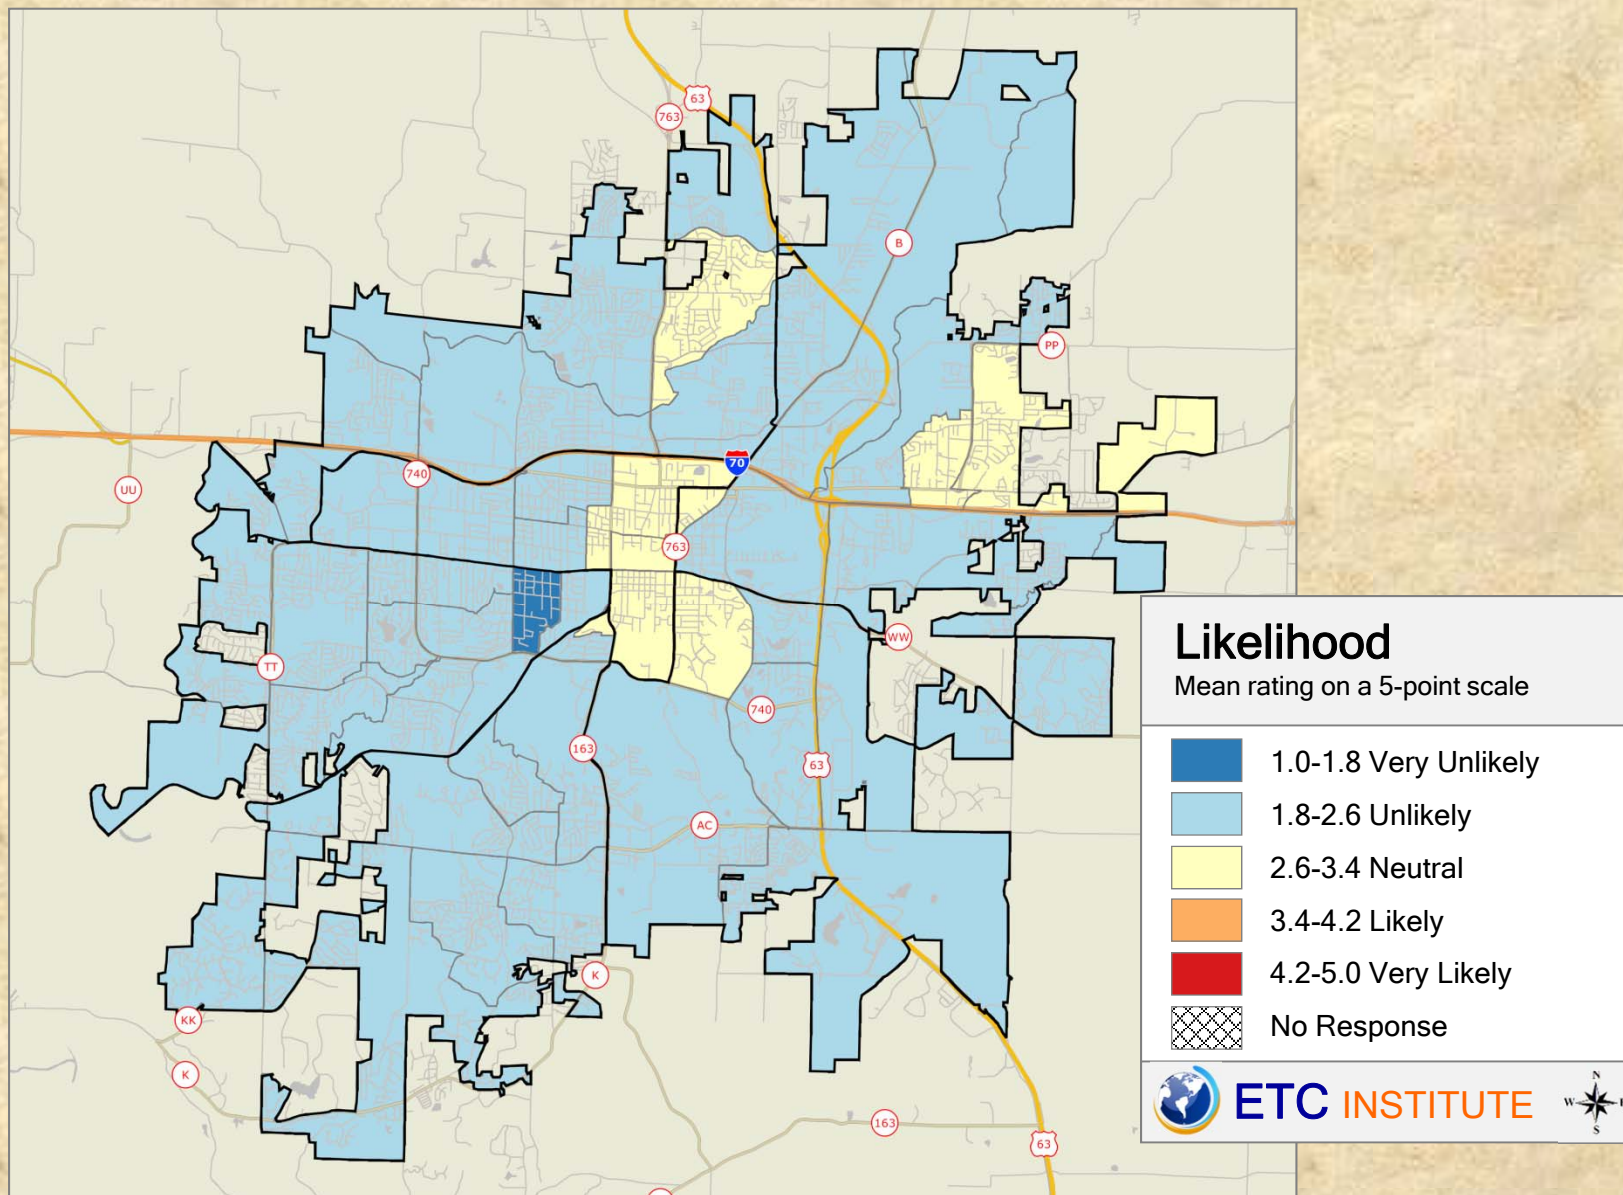 63
763
B
PP
740
70
UU
763
WW
TT
740
163
63
AC
K
KK
K
163
63
Likelihood
Mean rating on a 5-point scale
1.0-1.8 Very Unlikely
1.8-2.6 Unlikely
2.6-3.4 Neutral
3.4-4.2 Likely
4.2-5.0 Very Likely
No Response
ETC INSTITUTE
N
W
S